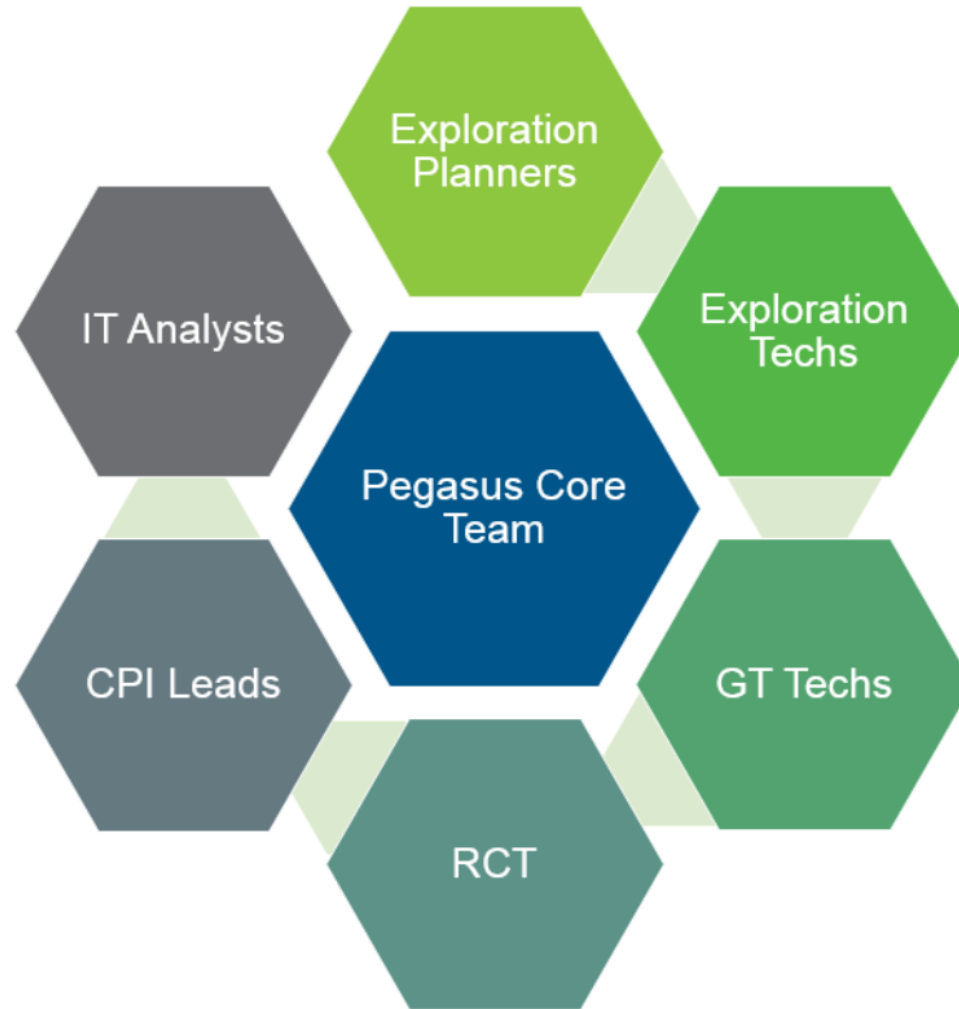 Exploration
Planners
IT Analysts
Exploration
Techs
Pegasus Core
Team
CPI Leads
GT Techs
RCT